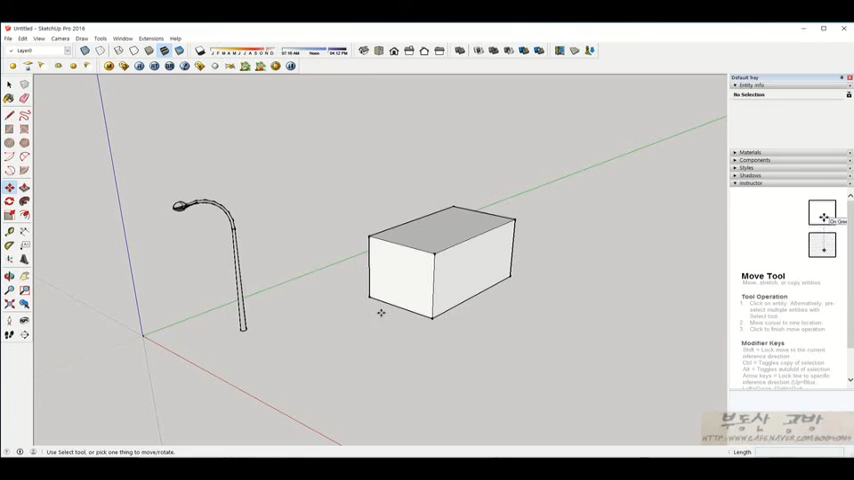 Untitled - SketchUp Pro 2016
File Edit View Camera Draw Tools Window Extensions Help
Layer0
J F M A M J J A S O N D
07:16 AM Noon 04:12 PM
Default Tray
Entity Info
No Selection
Materials
Components
Styles
Shadows
Instructor
Move Tool
Move, stretch, or copy entities.
Tool Operation
1. Click on entity. Alternatively, pre-
select multiple entities with
Select tool.
2. Move cursor to new location.
3. Click to finish move operation
Modifier Keys
Shift = Lock move to the current
inference direction
Ctrl = Toggles copy of selection
Alt = Toggles autofold of selection
Arrow keys = Lock line to specific
inference direction (Up=Blue,
부동산 공방
Use Select tool, or pick one thing to move/rotate.
Length